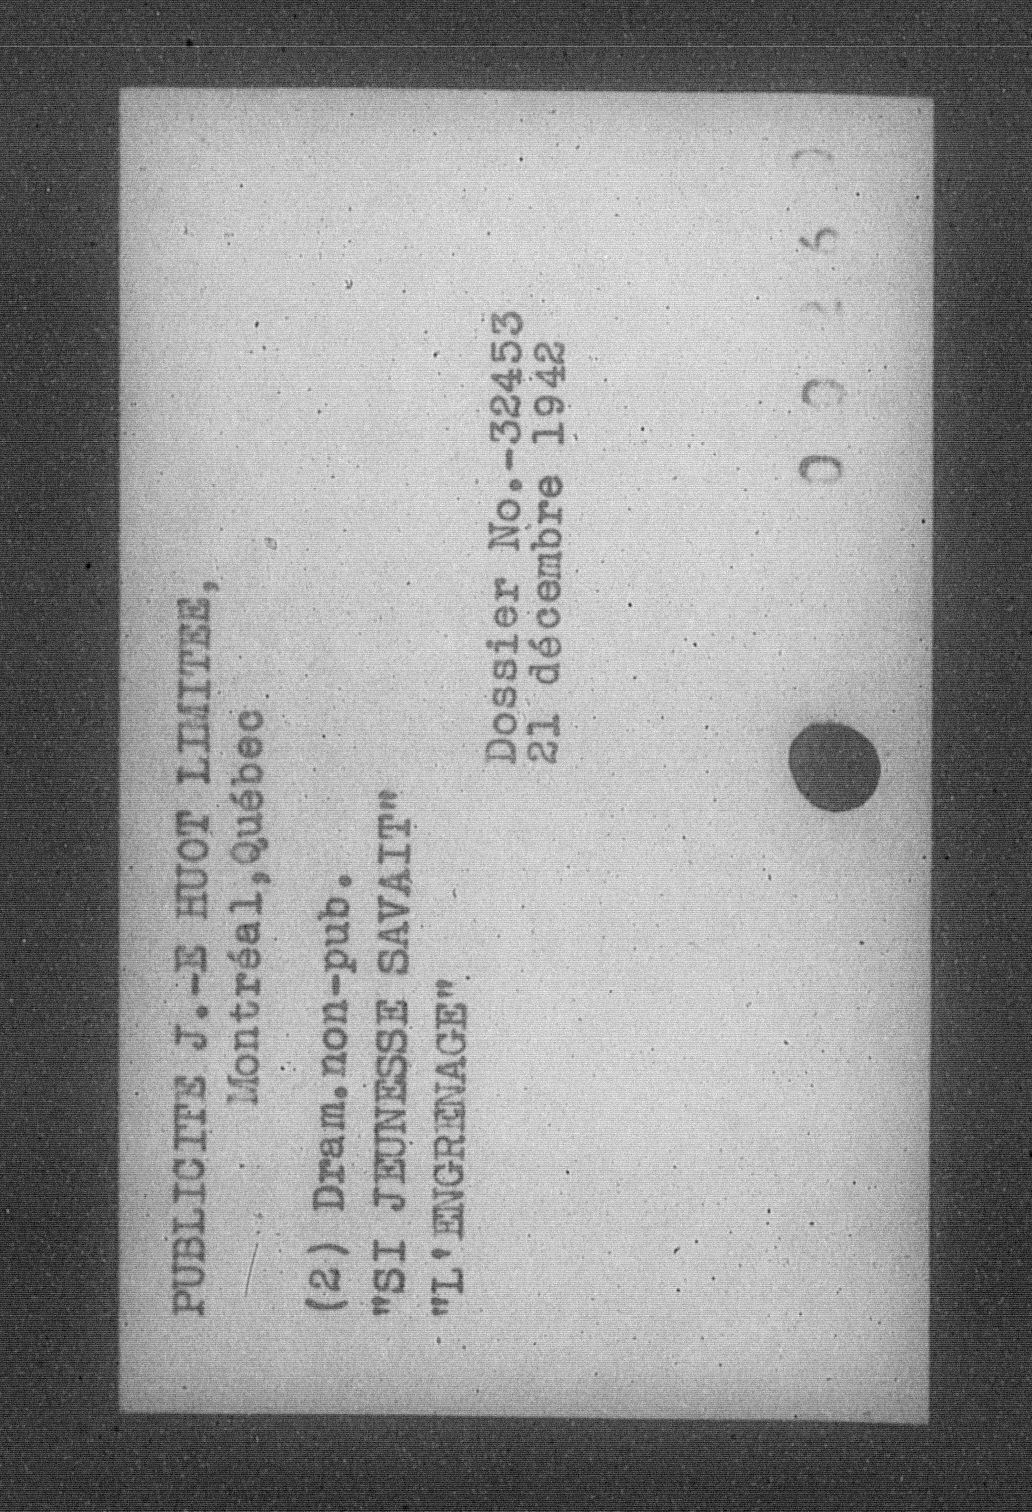 PUBLICITE J.-E HUOT LIMITEE,
Montréal,Québec
(2) Dram.non-pub.
"SI JEUNESSE SAVAIT"
"L'ENGRENAGE"
Dossier No.-32453
21 décembre 1942